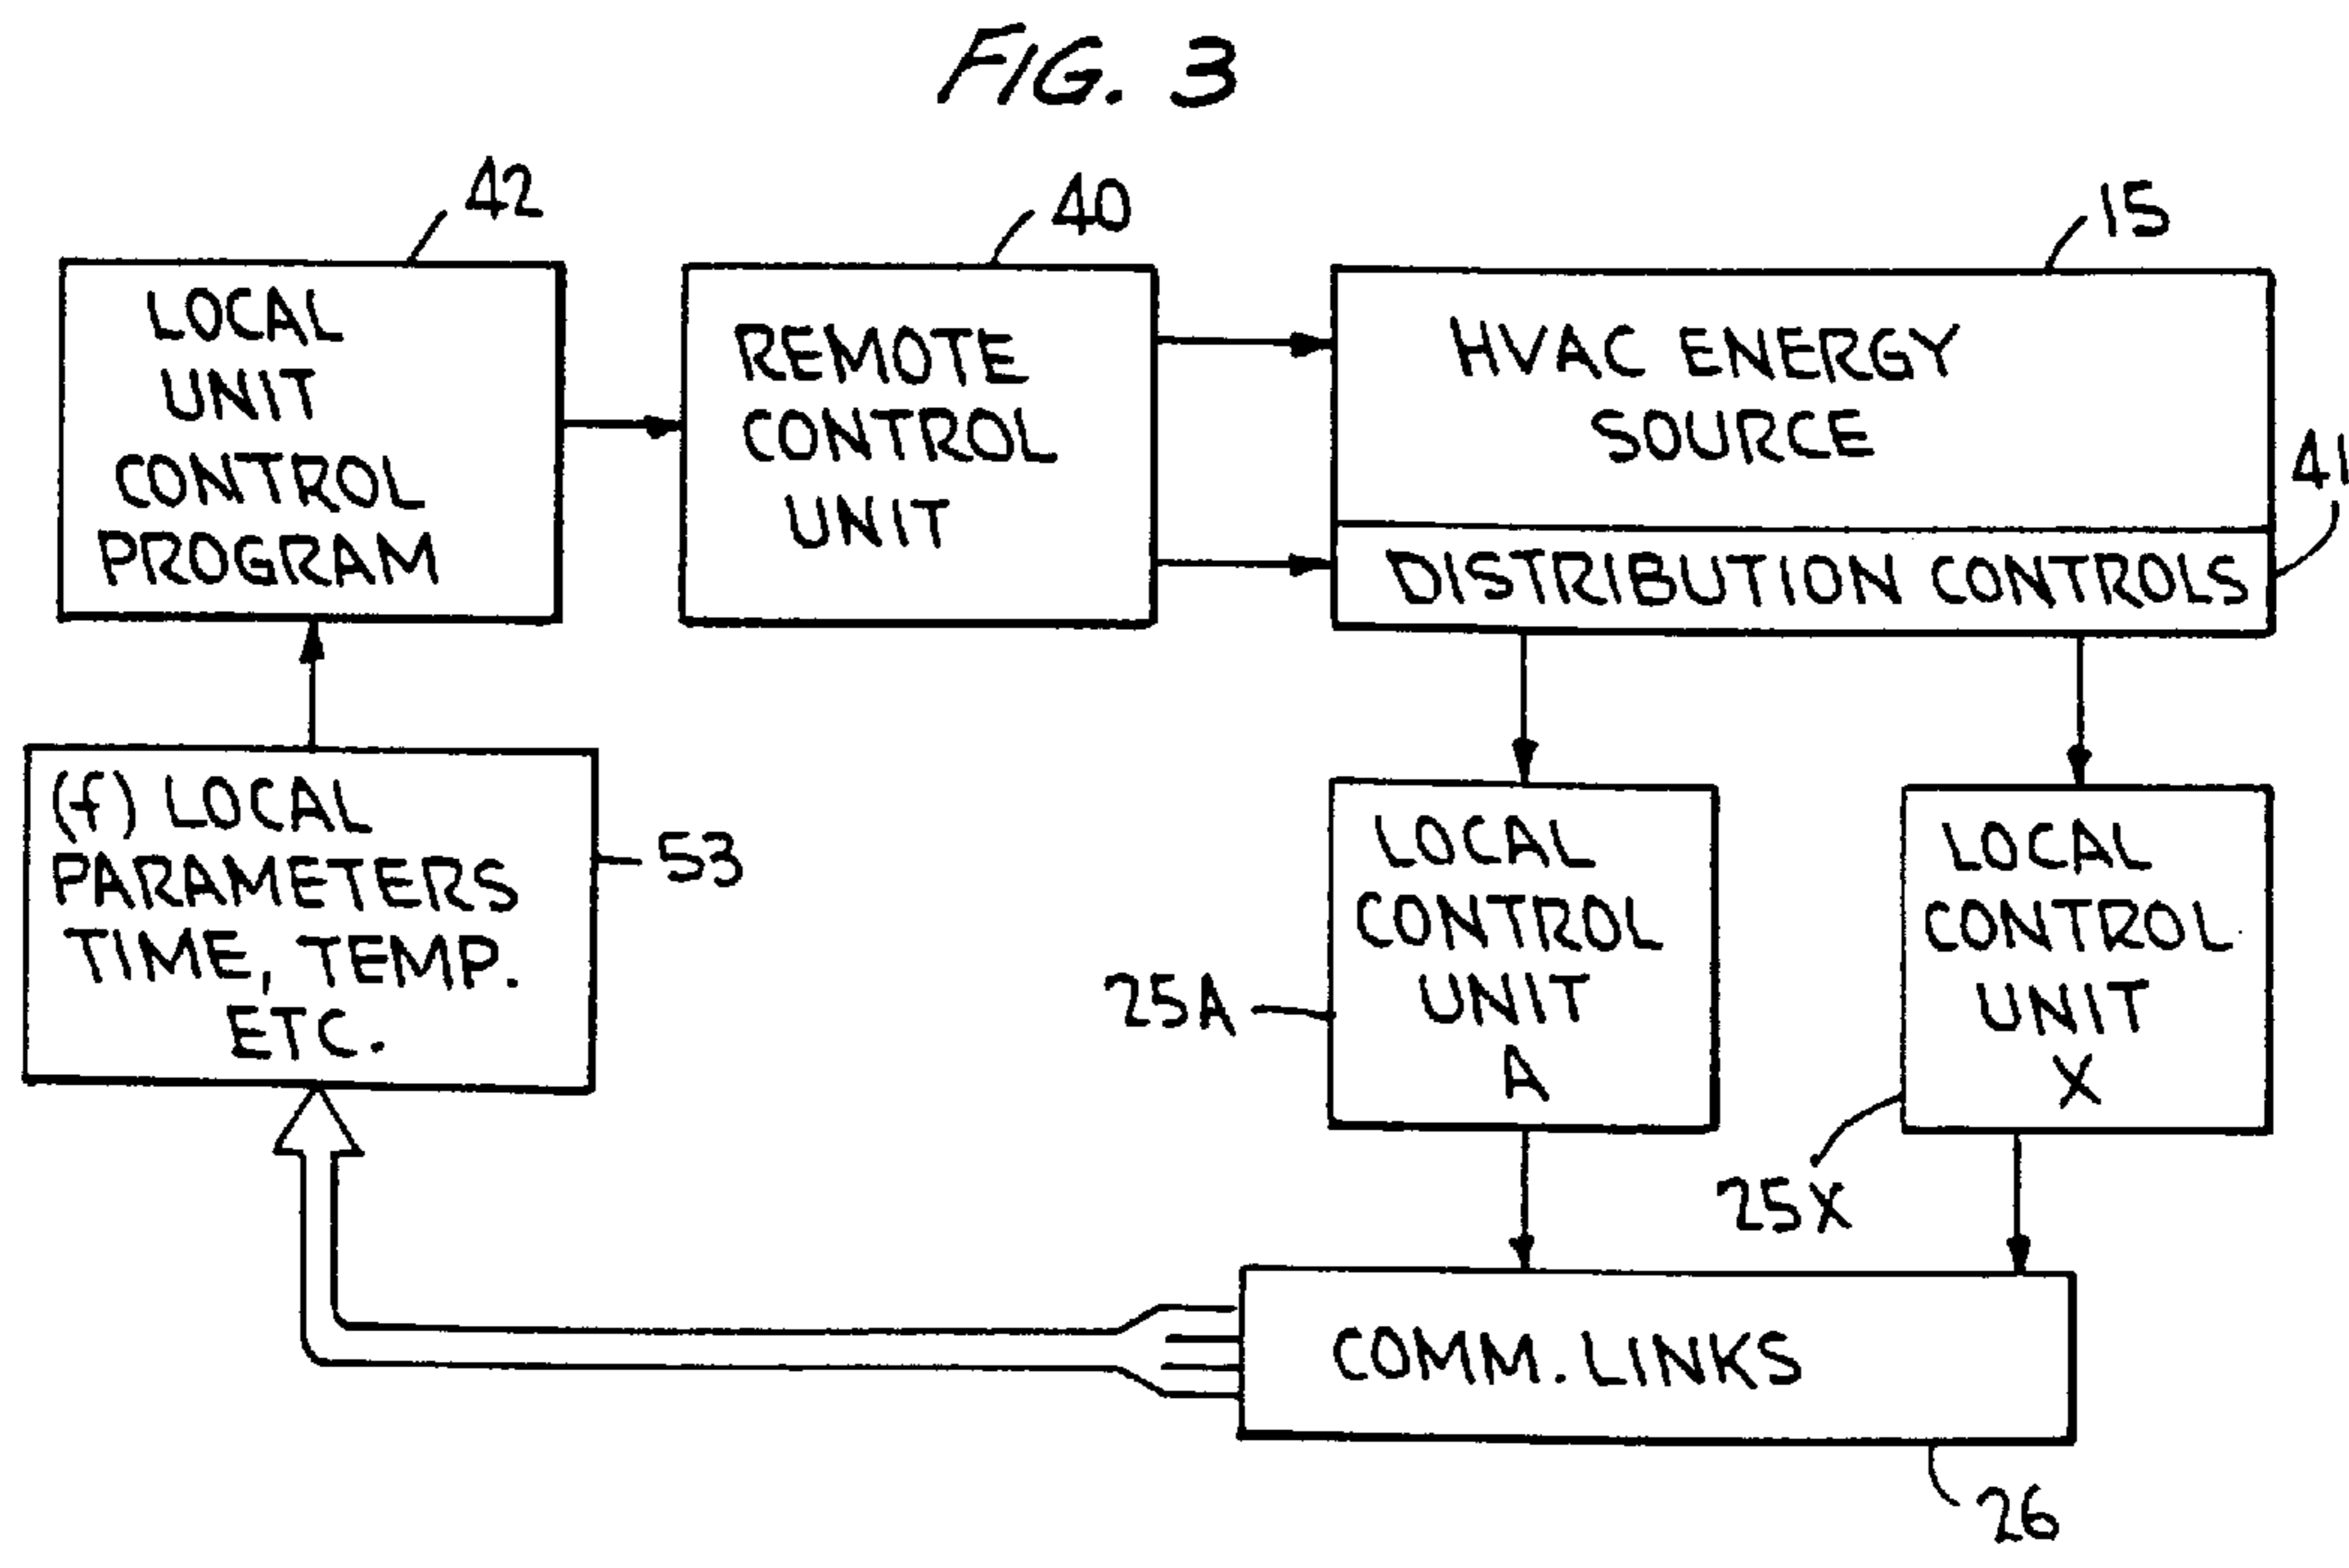 FIG. 3
42
40
15
LOCAL
UNIT
CONTROL
PROGRAM
REMOTE
CONTROL
UNIT
HVAC ENERGY
SOURCE
41
DISTRIBUTION CONTROLS
(f) LOCAL
PARAMETERS
TIME, TEMP.
ETC.
53
LOCAL
CONTROL
UNIT
A
25A
LOCAL
CONTROL
UNIT
X
25X
COMM. LINKS
26